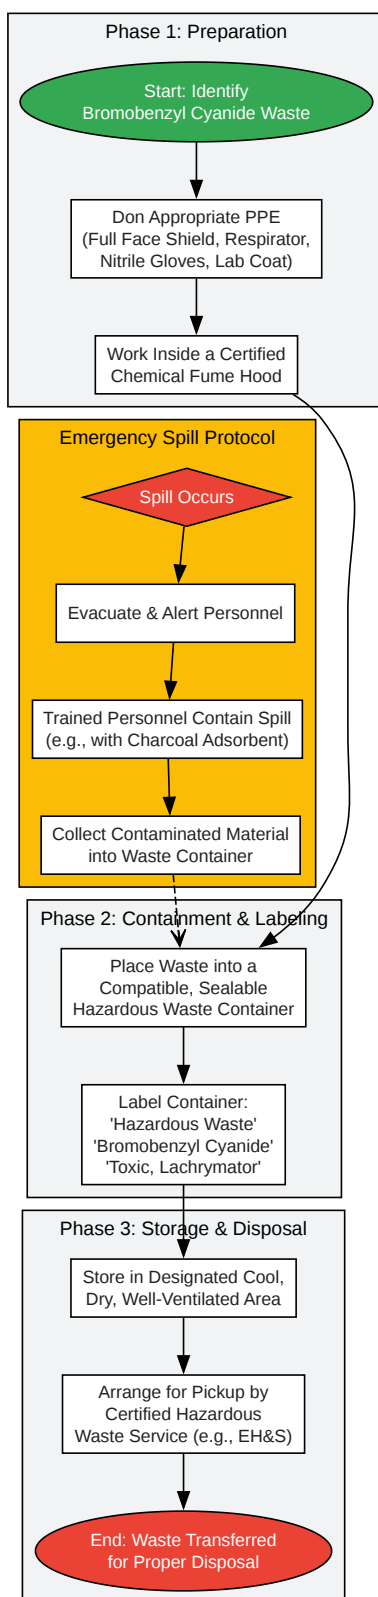 Phase 1: Preparation
Start: Identify
Bromobenzyl Cyanide Waste
Don Appropriate PPE
(Full Face Shield, Respirator,
Nitrile Gloves, Lab Coat)
Work Inside a Certified
Chemical Fume Hood
Emergency Spill Protocol
Spill Occurs
Evacuate & Alert Personnel
Trained Personnel Contain Spill
(e.g., with Charcoal Adsorbent)
Collect Contaminated Material
into Waste Container
Phase 2: Containment & Labeling
Place Waste into a
Compatible, Sealable
Hazardous Waste Container
Label Container:
'Hazardous Waste'
'Bromobenzyl Cyanide'
'Toxic, Lachrymator'
Phase 3: Storage & Disposal
Store in Designated Cool,
Dry, Well-Ventilated Area
Arrange for Pickup by
Certified Hazardous
Waste Service (e.g., EH&S)
End: Waste Transferred
for Proper Disposal